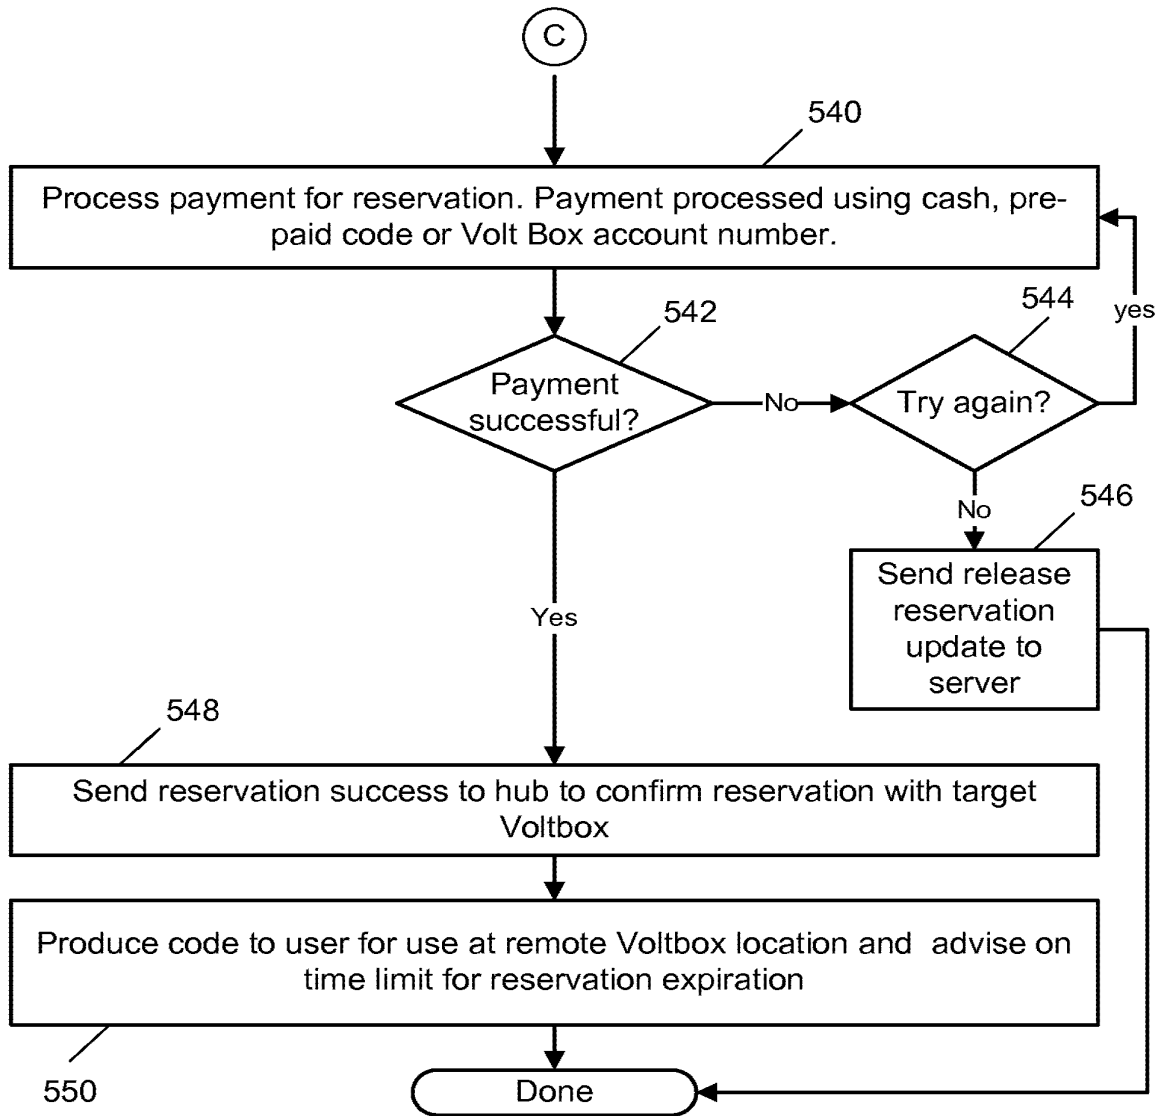 C
540
Process payment for reservation. Payment processed using cash, pre-
paid code or Volt Box account number.
542
544
yes
Payment
successful?
No
Try again?
No
546
Send release
reservation
update to
server
Yes
548
Send reservation success to hub to confirm reservation with target
Voltbox
Produce code to user for use at remote Voltbox location and  advise on
time limit for reservation expiration
550
Done